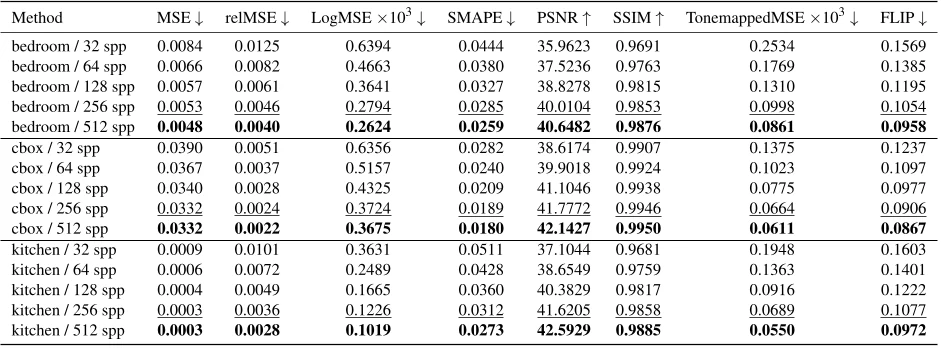 Method MSE ↓ relMSE ↓ LogMSE ×10³ ↓ SMAPE ↓ PSNR ↑ SSIM ↑ TonemappedMSE ×10³ ↓ FLIP ↓
bedroom / 32 spp 0.0084 0.0125 0.6394 0.0444 35.9623 0.9691 0.2534 0.1569
bedroom / 64 spp 0.0066 0.0082 0.4663 0.0380 37.5236 0.9763 0.1769 0.1385
bedroom / 128 spp 0.0057 0.0061 0.3641 0.0327 38.8278 0.9815 0.1310 0.1195
bedroom / 256 spp 0.0053 0.0046 0.2794 0.0285 40.0104 0.9853 0.0998 0.1054
bedroom / 512 spp 0.0048 0.0040 0.2624 0.0259 40.6482 0.9876 0.0861 0.0958
cbox / 32 spp 0.0390 0.0051 0.6356 0.0282 38.6174 0.9907 0.1375 0.1237
cbox / 64 spp 0.0367 0.0037 0.5157 0.0240 39.9018 0.9924 0.1023 0.1097
cbox / 128 spp 0.0340 0.0028 0.4325 0.0209 41.1046 0.9938 0.0775 0.0977
cbox / 256 spp 0.0332 0.0024 0.3724 0.0189 41.7772 0.9946 0.0664 0.0906
cbox / 512 spp 0.0332 0.0022 0.3675 0.0180 42.1427 0.9950 0.0611 0.0867
kitchen / 32 spp 0.0009 0.0101 0.3631 0.0511 37.1044 0.9681 0.1948 0.1603
kitchen / 64 spp 0.0006 0.0072 0.2489 0.0428 38.6549 0.9759 0.1363 0.1401
kitchen / 128 spp 0.0004 0.0049 0.1665 0.0360 40.3829 0.9817 0.0916 0.1222
kitchen / 256 spp 0.0003 0.0036 0.1226 0.0312 41.6205 0.9858 0.0689 0.1077
kitchen / 512 spp 0.0003 0.0028 0.1019 0.0273 42.5929 0.9885 0.0550 0.0972